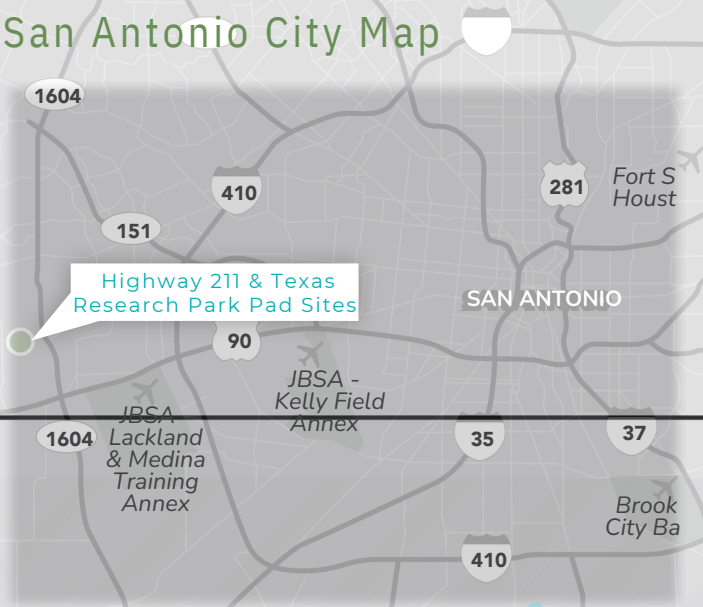 San Antonio City Map
1604
410
281
Fort S
Houst
151
Highway 211 & Texas
Research Park Pad Sites
SAN ANTONIO
90
JBSA -
Kelly Field
Annex
JBSA -
Lackland
& Medina
Training
Annex
1604
35
37
Brook
City Ba
410